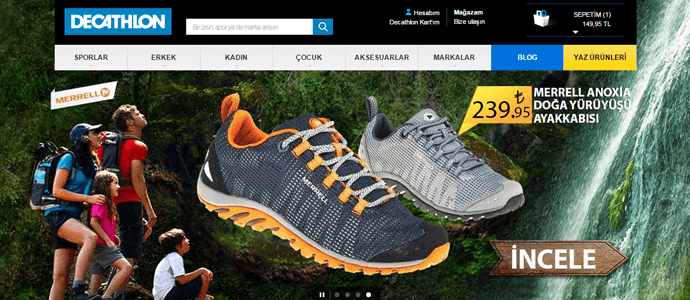 DECATHLON
Bir ürün, spor ya da marka arayın
Hesabım
Decathlon Kart'ım
Mağazam
Bize ulaşın
SEPETİM (1)
149,95 TL
SPORLAR
ERKEK
KADIN
ÇOCUK
AKSESUARLAR
MARKALAR
BLOG
YAZ ÜRÜNLERİ
MERRELL
239,95 ₺
MERRELL ANOXIA
DOĞA YÜRÜYÜŞÜ
AYAKKABISI
MERRELL
İNCELE